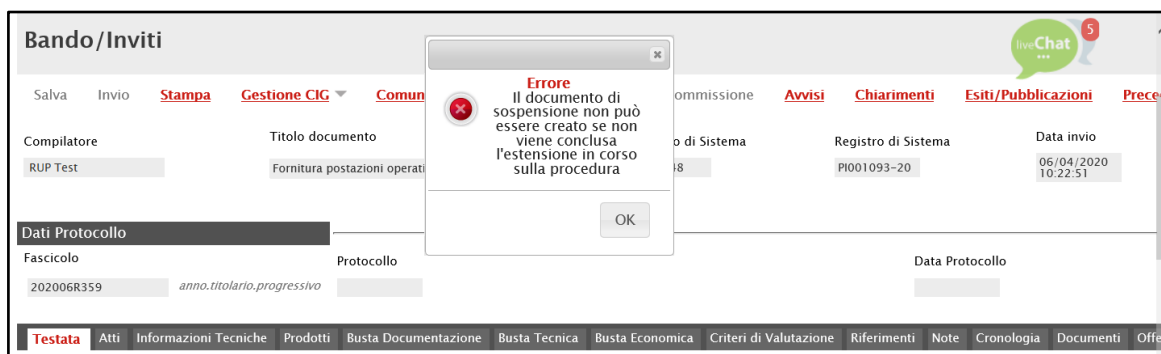 Bando/Inviti
liveChat
5
Salva Invio Stampa Gestione CIG Comun ommissione Avvisi Chiarimenti Esiti/Pubblicazioni Prece
Errore
Il documento di
sospensione non può
essere creato se non
viene conclusa
l'estensione in corso
sulla procedura
OK
Compilatore Titolo documento o di Sistema Registro di Sistema Data invio
RUP Test Fornitura postazioni operati 48 PI001093-20 06/04/2020
10:22:51
Dati Protocollo
Fascicolo Protocollo Data Protocollo
202006R359 anno.titolario.progressivo
Testata Atti Informazioni Tecniche Prodotti Busta Documentazione Busta Tecnica Busta Economica Criteri di Valutazione Riferimenti Note Cronologia Documenti Offe